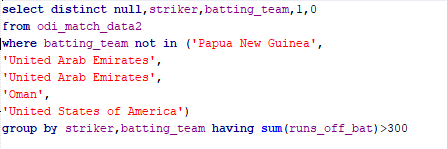 select distinct null,striker,batting_team,1,0
from odi_match_data2
where batting_team not in ('Papua New Guinea',
'United Arab Emirates',
'United Arab Emirates',
'Oman',
'United States of America')
group by striker,batting_team having sum(runs_off_bat)>300